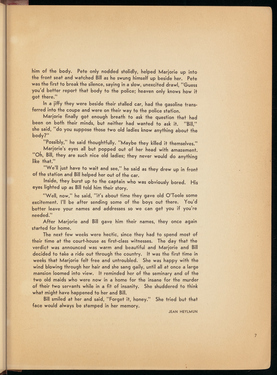 him of the body. Pete only nodded stolidly, helped Marjorie up into
the front seat and watched Bill as he swung himself up beside her. Pete
was the first to break the silence, saying in a slow, unexcited drawl, "Guess
you'd better report that body to the police; heaven only knows how it
got there."
In a jiffy they were beside their stalled car, had the gasoline trans-
ferred into the coupe and were on their way to the police station.
Marjorie finally got enough breath to ask the question that had
been on both their minds, but neither had wanted to ask it. "Bill,"
she said, "do you suppose those two old ladies knew anything about the
body?"
"Possibly," he said thoughtfully. "Maybe they killed it themselves."
Marjorie's eyes all but popped out of her head with amazement.
"Oh, Bill, they are such nice old ladies; they never would do anything
like that."
"We'll just have to wait and see," he said as they drew up in front
of the station and Bill helped her out of the car.
Inside, they burst up to the captain who was obviously bored. His
eyes lighted up as Bill told him their story.
"Well, now," he said, "it's about time they gave old O'Toole some
excitement. I'll be after sending some of the boys out there. You'd
better leave your names and addresses so we can get you if you're
needed."
After Marjorie and Bill gave him their names, they once again
started for home.
The next few weeks were hectic, since they had to spend most of
their time at the court-house as first-class witnesses. The day that the
verdict was announced was warm and beautiful and Marjorie and Bill
decided to take a ride out through the country. It was the first time in
weeks that Marjorie felt free and untroubled. She was happy with the
wind blowing through her hair and she sang gaily, until all at once a large
mansion loomed into view. It reminded her of the seminary and of the
two old maids who were now in a home for the insane for the murder
of their two servants while in a fit of insanity. She shuddered to think
what might have happened to her and Bill.
Bill smiled at her and said, "Forget it, honey." She tried but that
face would always be stamped in her memory.
JEAN HEYLMUN
7